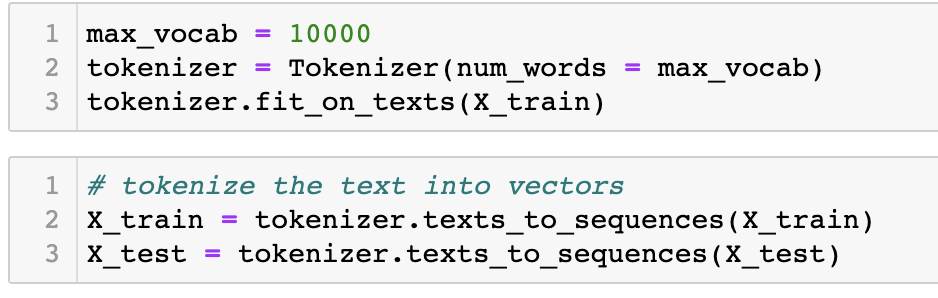 1 max_vocab = 10000
2 tokenizer = Tokenizer(num_words = max_vocab)
3 tokenizer.fit_on_texts(X_train)
1 # tokenize the text into vectors
2 X_train = tokenizer.texts_to_sequences(X_train)
3 X_test = tokenizer.texts_to_sequences(X_test)